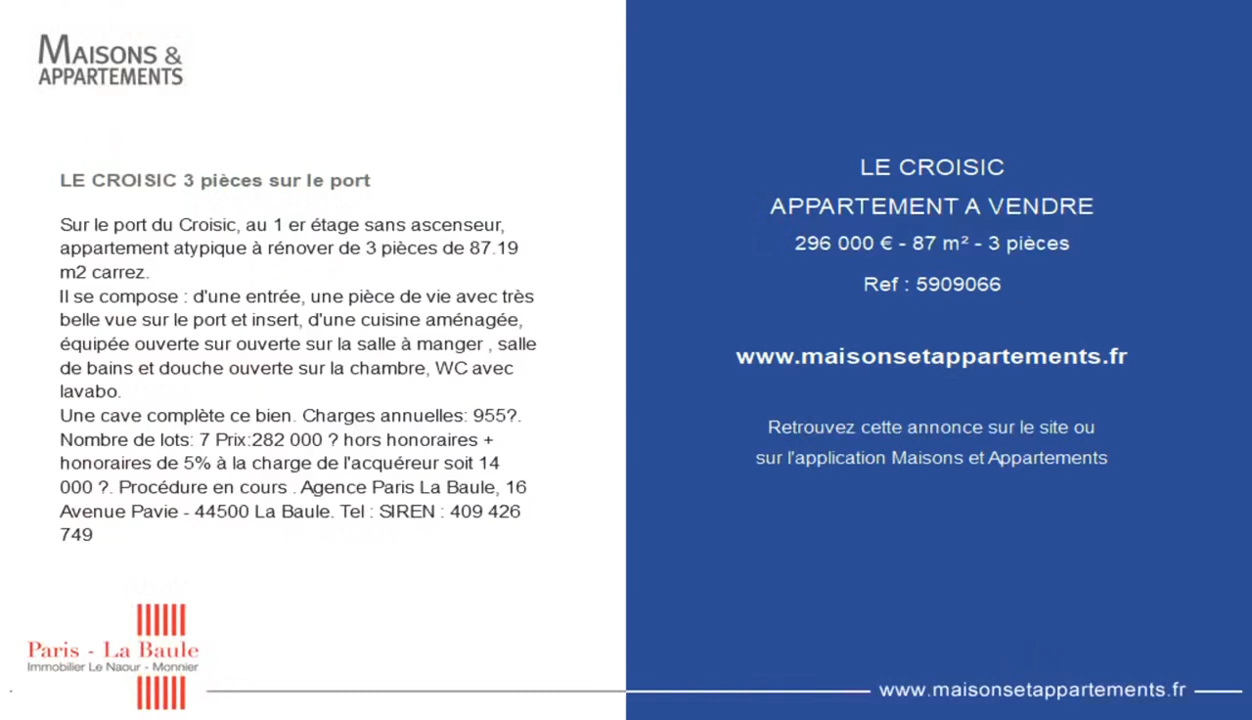 MAISONS &
APPARTEMENTS
LE CROISIC 3 pièces sur le port
Sur le port du Croisic, au 1 er étage sans ascenseur,
appartement atypique à rénover de 3 pièces de 87.19
m2 carrez.
Il se compose : d'une entrée, une pièce de vie avec très
belle vue sur le port et insert, d'une cuisine aménagée,
équipée ouverte sur ouverte sur la salle à manger , salle
de bains et douche ouverte sur la chambre, WC avec
lavabo.
Une cave complète ce bien. Charges annuelles: 955?.
Nombre de lots: 7 Prix:282 000 ? hors honoraires +
honoraires de 5% à la charge de l'acquéreur soit 14
000 ?. Procédure en cours . Agence Paris La Baule, 16
Avenue Pavie - 44500 La Baule. Tel : SIREN : 409 426
749
Paris - La Baule
Immobilier Le Naour - Monnier
LE CROISIC
APPARTEMENT A VENDRE
296 000 € - 87 m² - 3 pièces
Ref : 5909066
www.maisonsetappartements.fr
Retrouvez cette annonce sur le site ou
sur l'application Maisons et Appartements
www.maisonsetappartements.fr